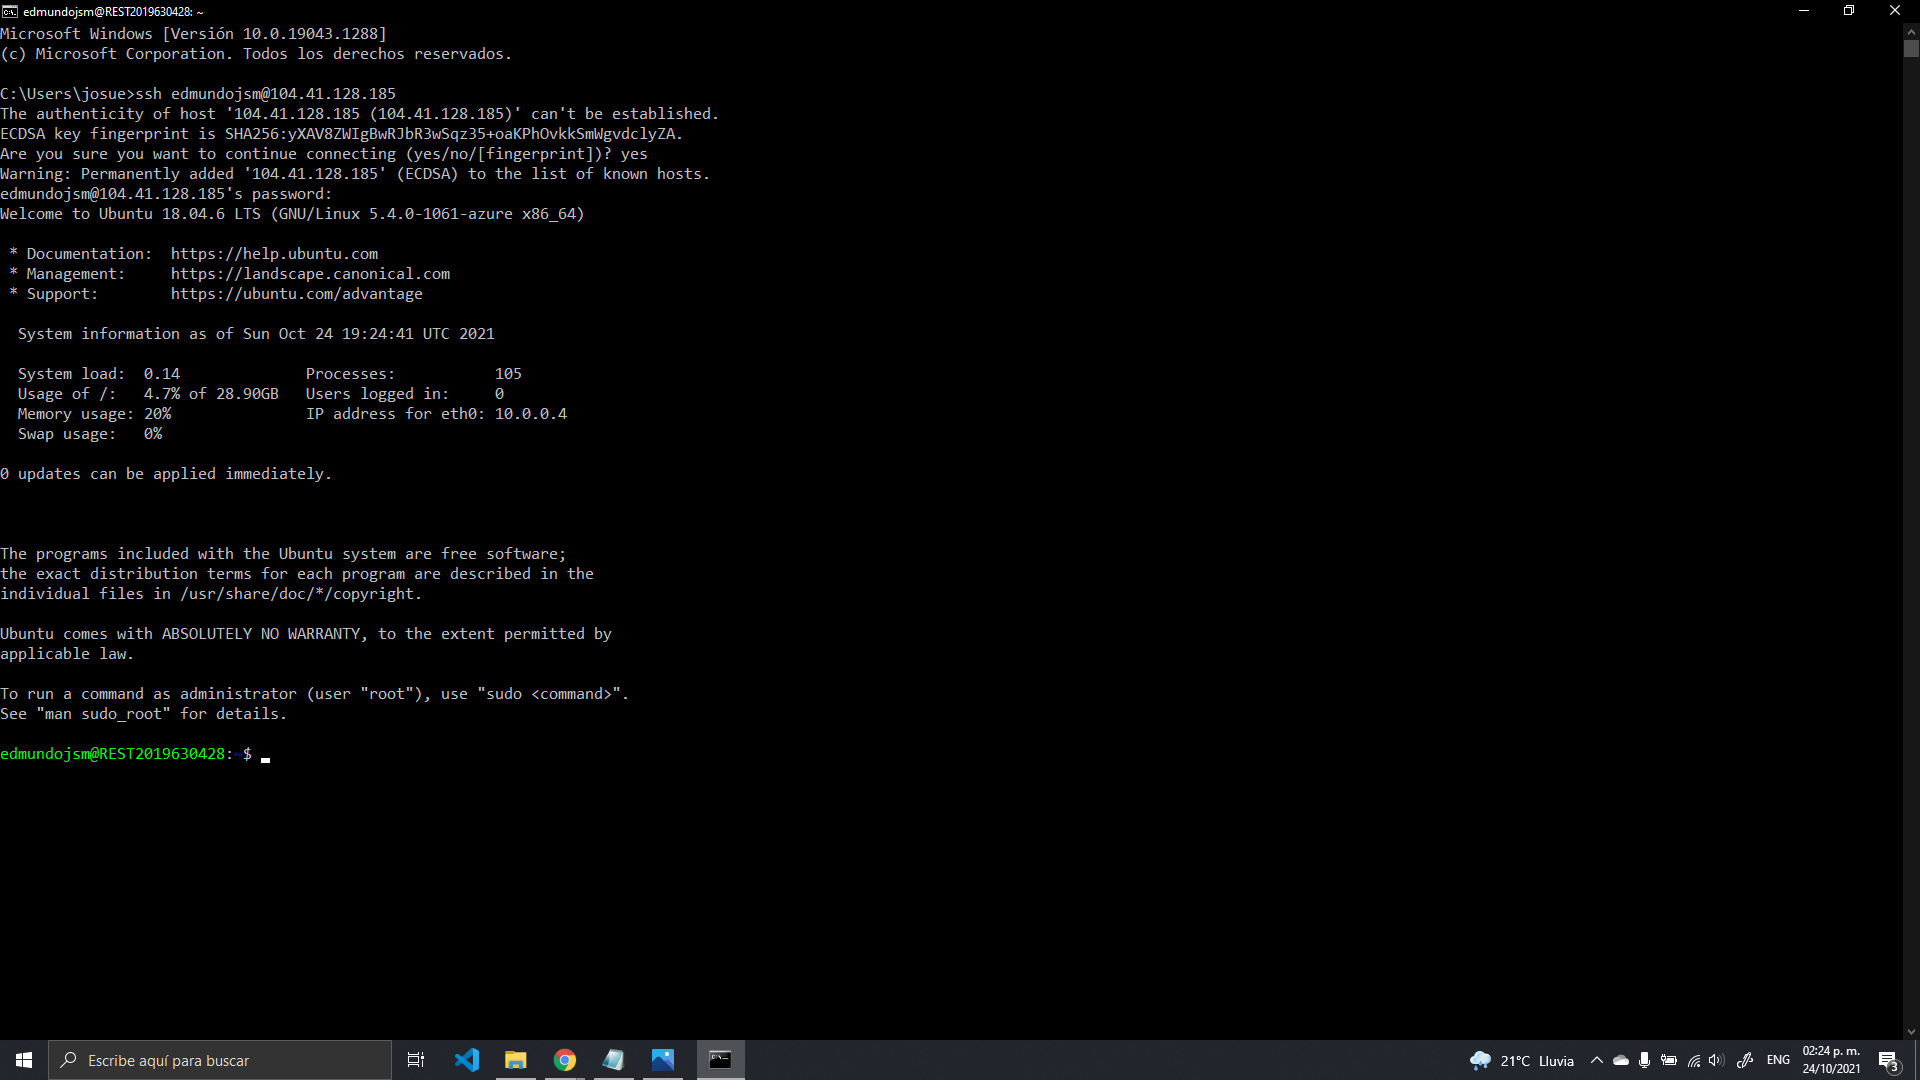 edmundojsm@REST2019630428: ~
Microsoft Windows [Versión 10.0.19043.1288]
(c) Microsoft Corporation. Todos los derechos reservados.
C:\Users\josue>ssh edmundojsm@104.41.128.185
The authenticity of host '104.41.128.185 (104.41.128.185)' can't be established.
ECDSA key fingerprint is SHA256:yXAV8ZWIgBwRJbR3wSqz35+oaKPhOvkkSmWgvdclyZA.
Are you sure you want to continue connecting (yes/no/[fingerprint])? yes
Warning: Permanently added '104.41.128.185' (ECDSA) to the list of known hosts.
edmundojsm@104.41.128.185's password:
Welcome to Ubuntu 18.04.6 LTS (GNU/Linux 5.4.0-1061-azure x86_64)
* Documentation:  https://help.ubuntu.com
* Management:     https://landscape.canonical.com
* Support:        https://ubuntu.com/advantage
System information as of Sun Oct 24 19:24:41 UTC 2021
System load:  0.14              Processes:           105
Usage of /:   4.7% of 28.90GB   Users logged in:     0
Memory usage: 20%               IP address for eth0: 10.0.0.4
Swap usage:   0%
0 updates can be applied immediately.
The programs included with the Ubuntu system are free software;
the exact distribution terms for each program are described in the
individual files in /usr/share/doc/*/copyright.
Ubuntu comes with ABSOLUTELY NO WARRANTY, to the extent permitted by
applicable law.
To run a command as administrator (user "root"), use "sudo <command>".
See "man sudo_root" for details.
edmundojsm@REST2019630428:~$
Escribe aquí para buscar
21°C Lluvia
ENG
02:24 p. m.
24/10/2021
3